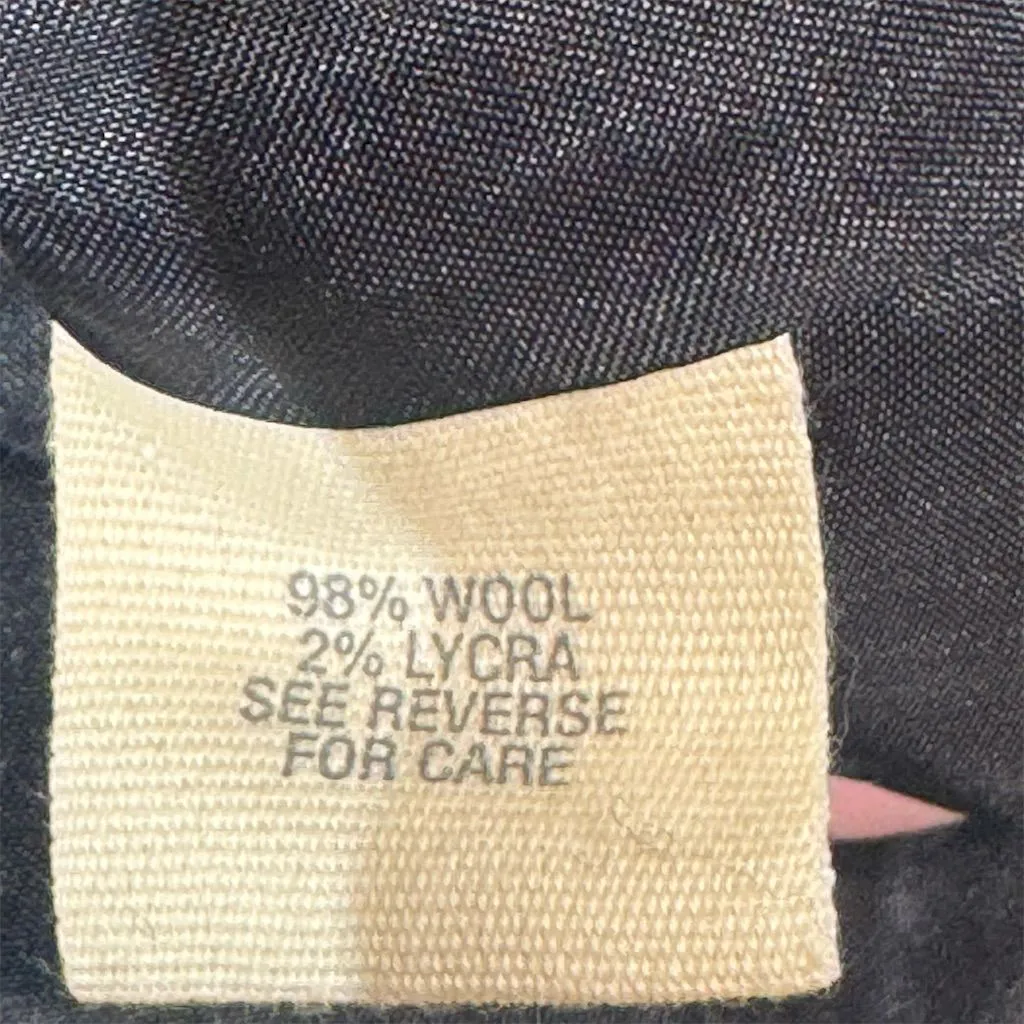 98% WOOL
2% LYCRA
SEE REVERSE
FOR CARE